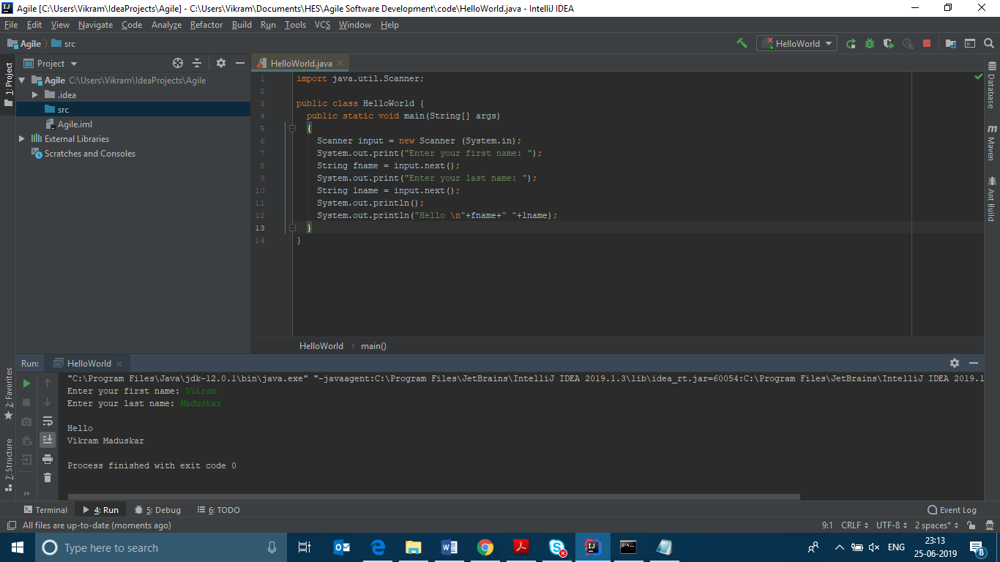 Agile [C:\Users\Vikram\IdeaProjects\Agile] - C:\Users\Vikram\Documents\HES\Agile Software Development\code\HelloWorld.java - IntelliJ IDEA
File Edit View Navigate Code Analyze Refactor Build Run Tools VCS Window Help
Agile src
HelloWorld
1: Project
Project
Agile C:\Users\Vikram\IdeaProjects\Agile
.idea
src
Agile.iml
External Libraries
Scratches and Consoles
HelloWorld.java
1 import java.util.Scanner;
2
3 public class HelloWorld {
4 public static void main(String[] args)
5 {
6 Scanner input = new Scanner (System.in);
7 System.out.print("Enter your first name: ");
8 String fname = input.next();
9 System.out.print("Enter your last name: ");
10 String lname = input.next();
11 System.out.println();
12 System.out.println("Hello \n"+fname+" "+lname);
13 }
14 }
HelloWorld main()
Database
Maven
Ant Build
2: Favorites
7: Structure
Run: HelloWorld
"C:\Program Files\Java\jdk-12.0.1\bin\java.exe" "-javaagent:C:\Program Files\JetBrains\IntelliJ IDEA 2019.1.3\lib\idea_rt.jar=60054:C:\Program Files\JetBrains\IntelliJ IDEA 2019.1
Enter your first name: Vikram
Enter your last name: Maduskar
Hello
Vikram Maduskar
Process finished with exit code 0
Terminal 4: Run 5: Debug 6: TODO Event Log
All files are up-to-date (moments ago) 9:1 CRLF UTF-8 2 spaces*
Type here to search
ENG
23:13
25-06-2019
8